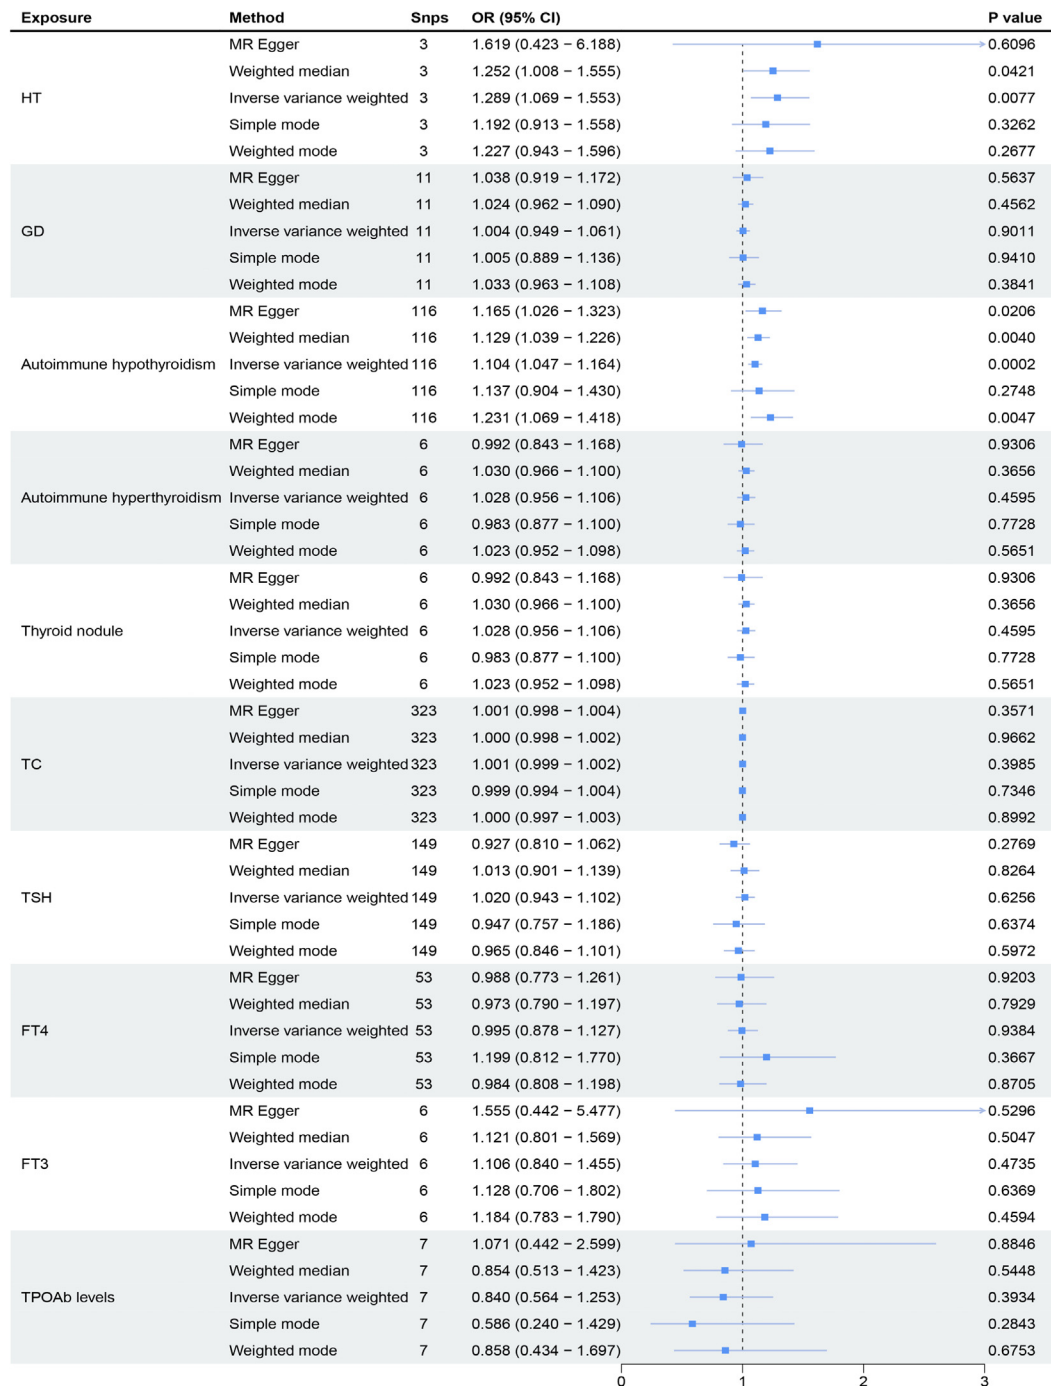 Exposure Method Snps OR (95% CI) P value
MR Egger 3 1.619 (0.423 − 6.188) 0.6096
Weighted median 3 1.252 (1.008 − 1.555) 0.0421
HT Inverse variance weighted 3 1.289 (1.069 − 1.553) 0.0077
Simple mode 3 1.192 (0.913 − 1.558) 0.3262
Weighted mode 3 1.227 (0.943 − 1.596) 0.2677
MR Egger 11 1.038 (0.919 − 1.172) 0.5637
Weighted median 11 1.024 (0.962 − 1.090) 0.4562
GD Inverse variance weighted 11 1.004 (0.949 − 1.061) 0.9011
Simple mode 11 1.005 (0.889 − 1.136) 0.9410
Weighted mode 11 1.033 (0.963 − 1.108) 0.3841
MR Egger 116 1.165 (1.026 − 1.323) 0.0206
Weighted median 116 1.129 (1.039 − 1.226) 0.0040
Autoimmune hypothyroidism Inverse variance weighted 116 1.104 (1.047 − 1.164) 0.0002
Simple mode 116 1.137 (0.904 − 1.430) 0.2748
Weighted mode 116 1.231 (1.069 − 1.418) 0.0047
MR Egger 6 0.992 (0.843 − 1.168) 0.9306
Weighted median 6 1.030 (0.966 − 1.100) 0.3656
Autoimmune hyperthyroidism Inverse variance weighted 6 1.028 (0.956 − 1.106) 0.4595
Simple mode 6 0.983 (0.877 − 1.100) 0.7728
Weighted mode 6 1.023 (0.952 − 1.098) 0.5651
MR Egger 6 0.992 (0.843 − 1.168) 0.9306
Weighted median 6 1.030 (0.966 − 1.100) 0.3656
Thyroid nodule Inverse variance weighted 6 1.028 (0.956 − 1.106) 0.4595
Simple mode 6 0.983 (0.877 − 1.100) 0.7728
Weighted mode 6 1.023 (0.952 − 1.098) 0.5651
MR Egger 323 1.001 (0.998 − 1.004) 0.3571
Weighted median 323 1.000 (0.998 − 1.002) 0.9662
TC Inverse variance weighted 323 1.001 (0.999 − 1.002) 0.3985
Simple mode 323 0.999 (0.994 − 1.004) 0.7346
Weighted mode 323 1.000 (0.997 − 1.003) 0.8992
MR Egger 149 0.927 (0.810 − 1.062) 0.2769
Weighted median 149 1.013 (0.901 − 1.139) 0.8264
TSH Inverse variance weighted 149 1.020 (0.943 − 1.102) 0.6256
Simple mode 149 0.947 (0.757 − 1.186) 0.6374
Weighted mode 149 0.965 (0.846 − 1.101) 0.5972
MR Egger 53 0.988 (0.773 − 1.261) 0.9203
Weighted median 53 0.973 (0.790 − 1.197) 0.7929
FT4 Inverse variance weighted 53 0.995 (0.878 − 1.127) 0.9384
Simple mode 53 1.199 (0.812 − 1.770) 0.3667
Weighted mode 53 0.984 (0.808 − 1.198) 0.8705
MR Egger 6 1.555 (0.442 − 5.477) 0.5296
Weighted median 6 1.121 (0.801 − 1.569) 0.5047
FT3 Inverse variance weighted 6 1.106 (0.840 − 1.455) 0.4735
Simple mode 6 1.128 (0.706 − 1.802) 0.6369
Weighted mode 6 1.184 (0.783 − 1.790) 0.4594
MR Egger 7 1.071 (0.442 − 2.599) 0.8846
Weighted median 7 0.854 (0.513 − 1.423) 0.5448
TPOAb levels Inverse variance weighted 7 0.840 (0.564 − 1.253) 0.3934
Simple mode 7 0.586 (0.240 − 1.429) 0.2843
Weighted mode 7 0.858 (0.434 − 1.697) 0.6753
0 1 2 3